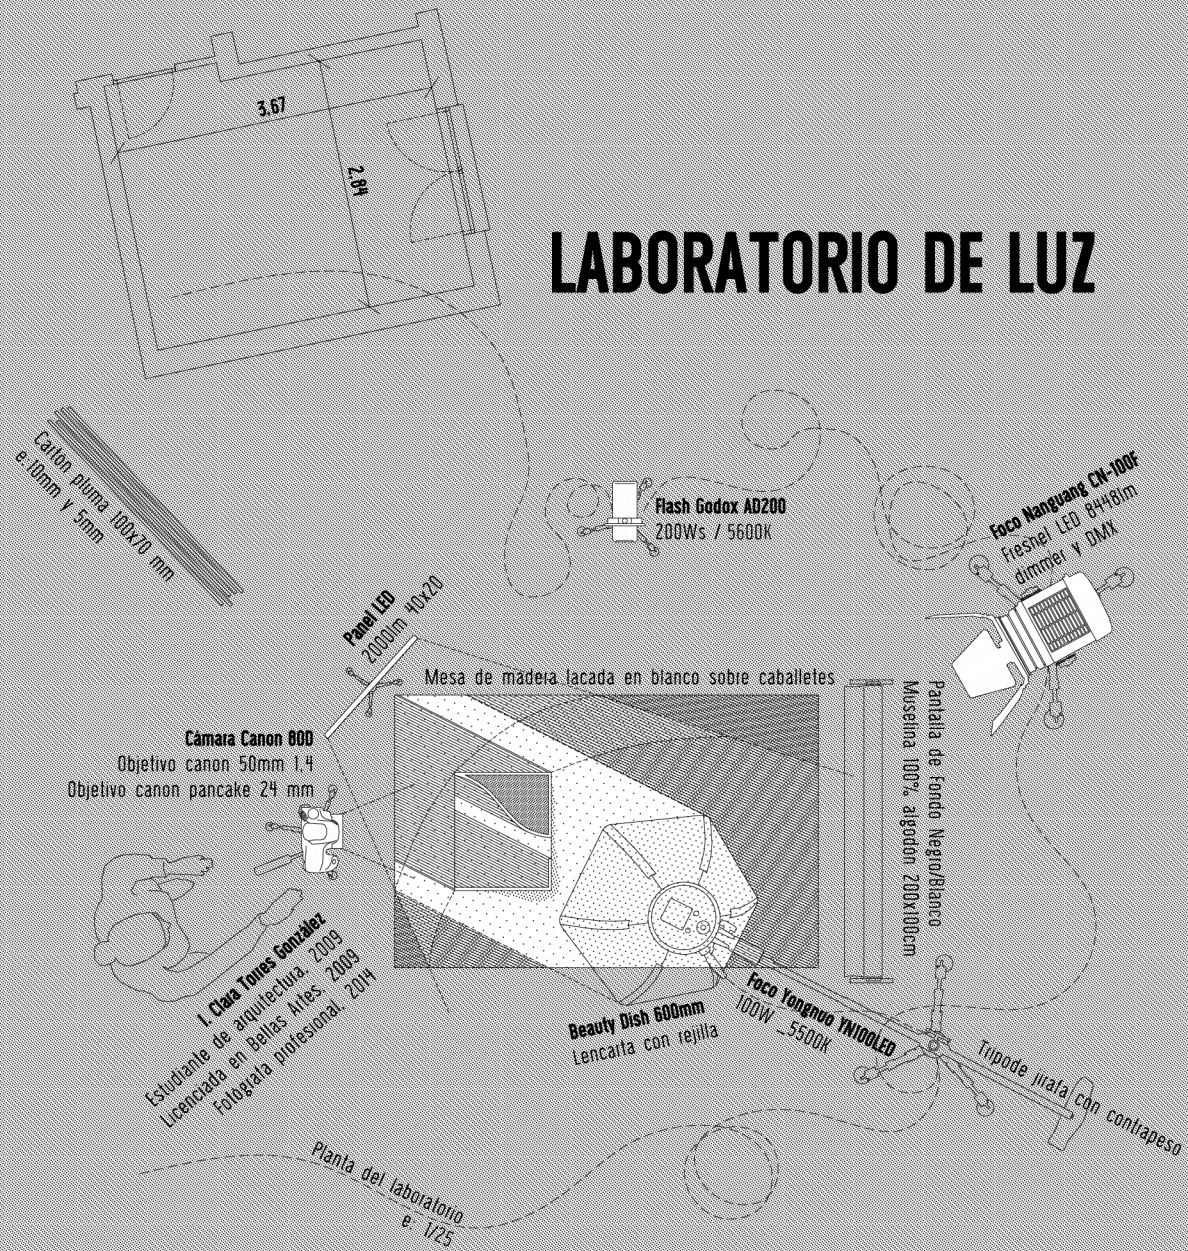 3,67
2,84
LABORATORIO DE LUZ
Cartón pluma 100x70 mm
e:10mm y 5mm
Flash Godox AD200
200Ws / 5600K
Foco Nanguang CN-100F
Fresnel LED 8448lm
dimmer y DMX
Panel LED
2000lm 40x20
Mesa de madera lacada en blanco sobre caballetes
Cámara Canon 80D
Objetivo canon 50mm 1,4
Objetivo canon pancake 24 mm
Pantalla de Fondo Negro/Blanco
Muselina 100% algodón 200x100cm
I. Clara Torres González
Estudiante de arquitectura, 2009
Licenciada en Bellas Artes, 2009
Fotógrafa profesional, 2014
Beauty Dish 600mm
Lencarta con rejilla
Foco Yongnuo YN100LED
100W _5500K
Trípode jirafa con contrapeso
Planta del laboratorio
e: 1/25